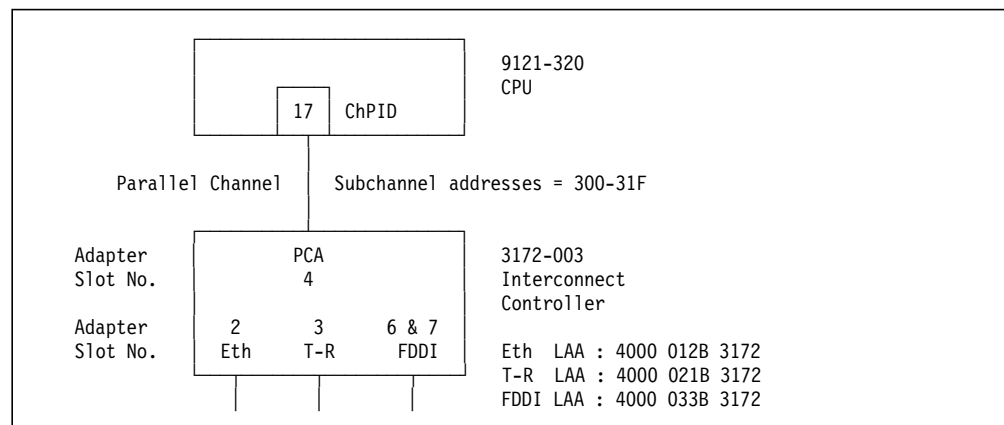 9121-320
CPU
17 ChPID
Parallel Channel Subchannel addresses = 300-31F
Adapter PCA 3172-003
Slot No. 4 Interconnect
Controller
Adapter 2 3 6 & 7
Slot No. Eth T-R FDDI Eth LAA : 4000 012B 3172
T-R LAA : 4000 021B 3172
FDDI LAA : 4000 033B 3172